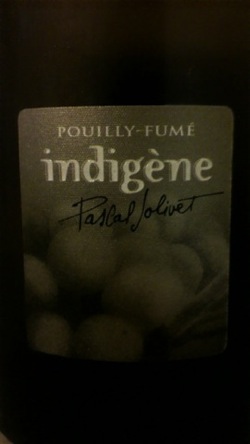 POUILLY-FUMÉ
indigène
Pascal Jolivet